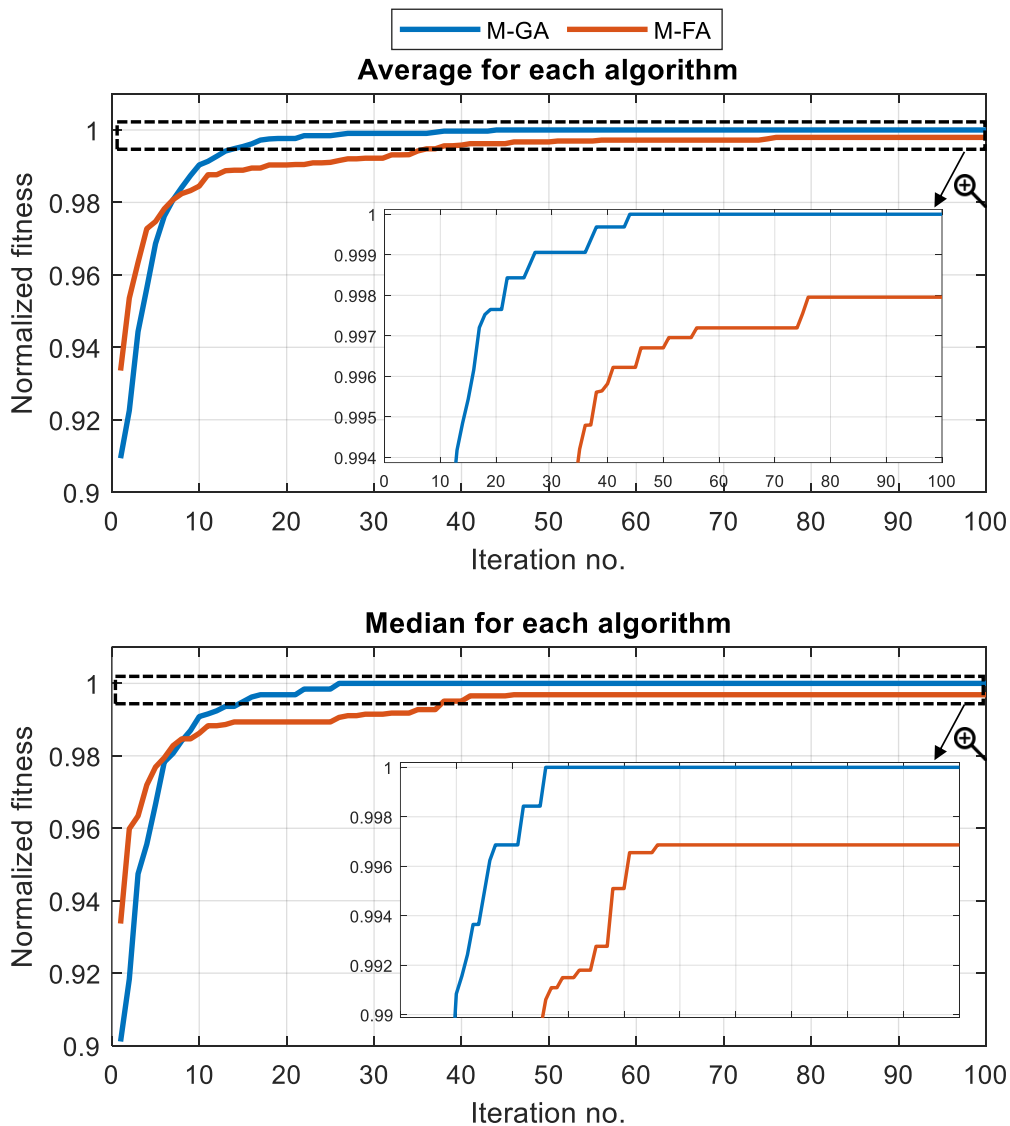 M-GA M-FA
Average for each algorithm
Normalized fitness
1
0.98
0.96
0.94
0.92
0.9
1
0.999
0.998
0.997
0.996
0.995
0.994
0 10 20 30 40 50 60 70 80 90 100
0 10 20 30 40 50 60 70 80 90 100
Iteration no.
Median for each algorithm
Normalized fitness
1
0.98
0.96
0.94
0.92
0.9
1
0.998
0.996
0.994
0.992
0.99
0 10 20 30 40 50 60 70 80 90 100
Iteration no.